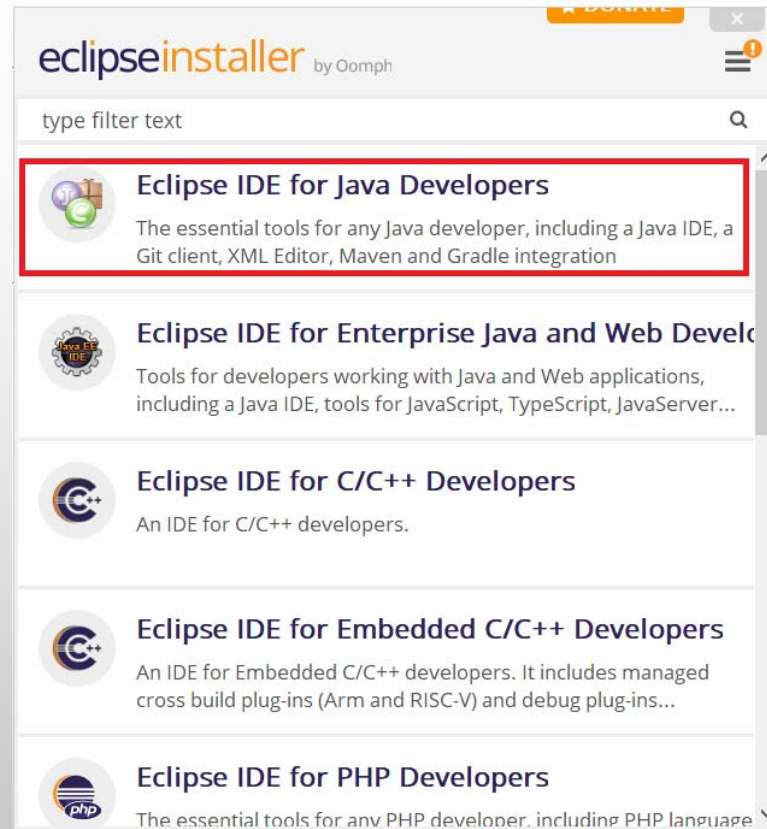 DONATE
eclipseinstaller by Oomph
type filter text
Eclipse IDE for Java Developers
The essential tools for any Java developer, including a Java IDE, a
Git client, XML Editor, Maven and Gradle integration
Java EE
IDE
Eclipse IDE for Enterprise Java and Web Develo
Tools for developers working with Java and Web applications,
including a Java IDE, tools for JavaScript, TypeScript, JavaServer...
C++
Eclipse IDE for C/C++ Developers
An IDE for C/C++ developers.
C++
Eclipse IDE for Embedded C/C++ Developers
An IDE for Embedded C/C++ developers. It includes managed
cross build plug-ins (Arm and RISC-V) and debug plug-ins...
php
Eclipse IDE for PHP Developers
The essential tools for any PHP developer, including PHP language